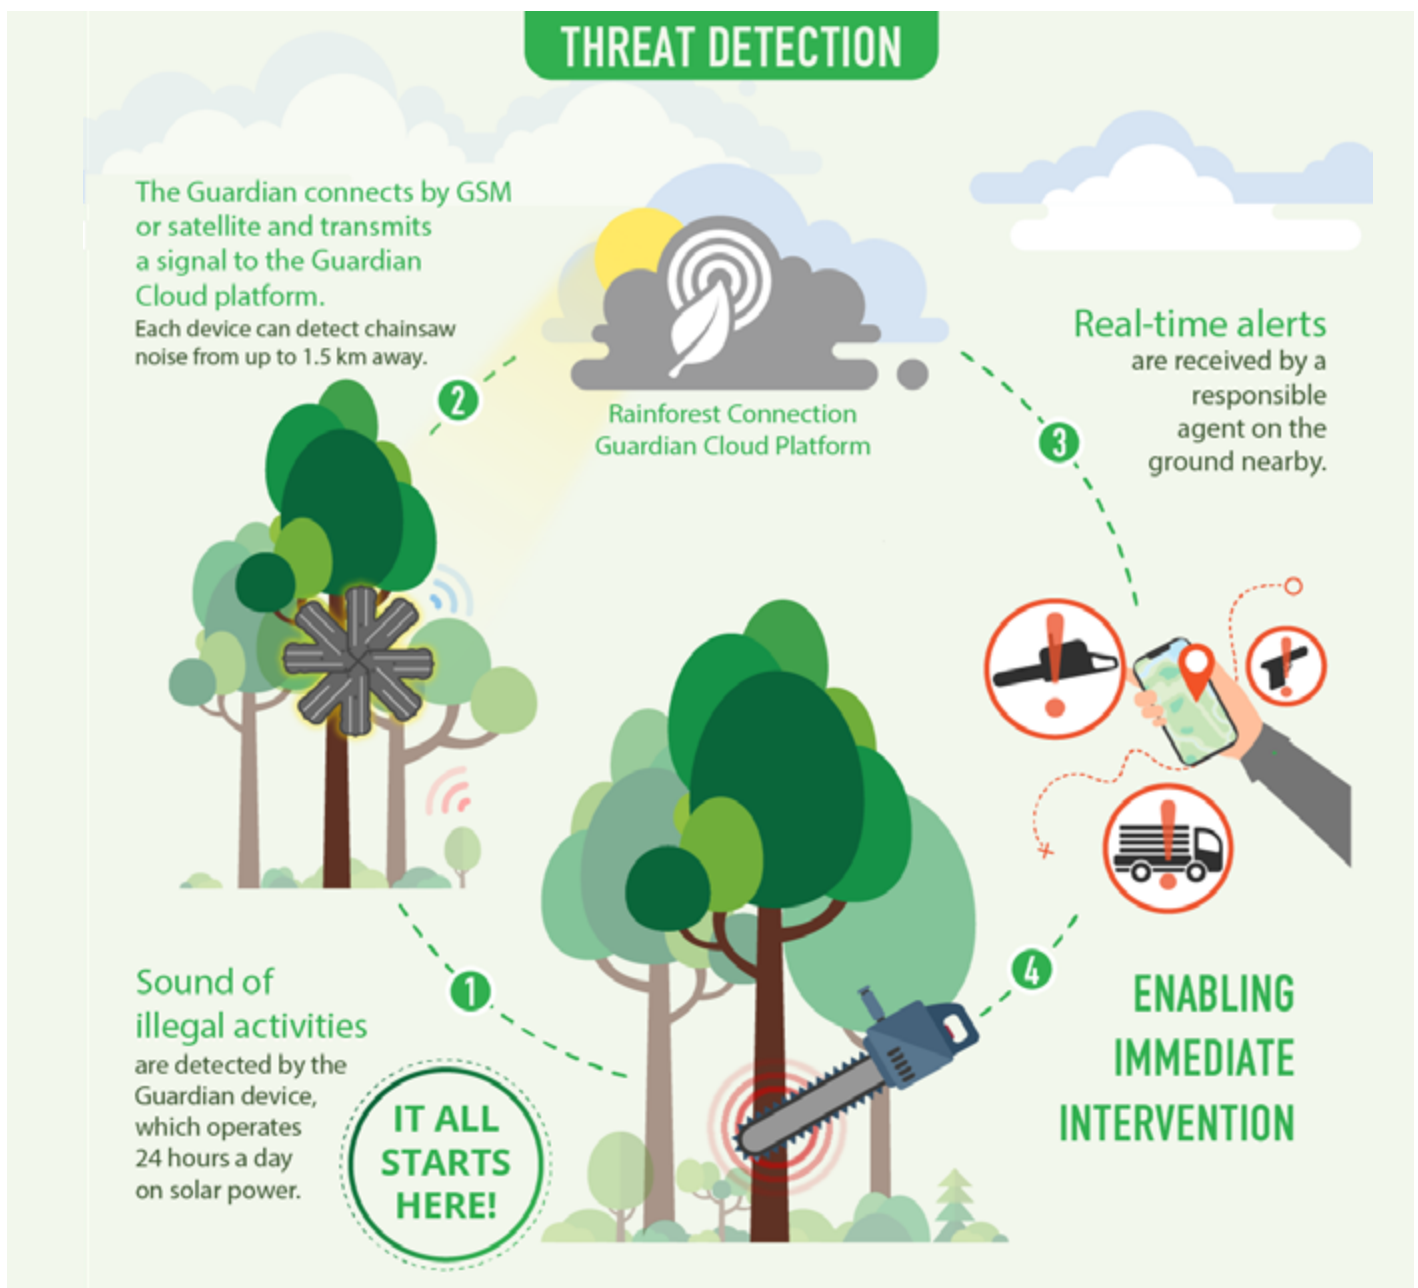 THREAT DETECTION
The Guardian connects by GSM
or satellite and transmits
a signal to the Guardian
Cloud platform.
Each device can detect chainsaw
noise from up to 1.5 km away.
2
Rainforest Connection
Guardian Cloud Platform
3
Real-time alerts
are received by a
responsible
agent on the
ground nearby.
1
Sound of
illegal activities
are detected by the
Guardian device,
which operates
24 hours a day
on solar power.
IT ALL
STARTS
HERE!
4
ENABLING
IMMEDIATE
INTERVENTION